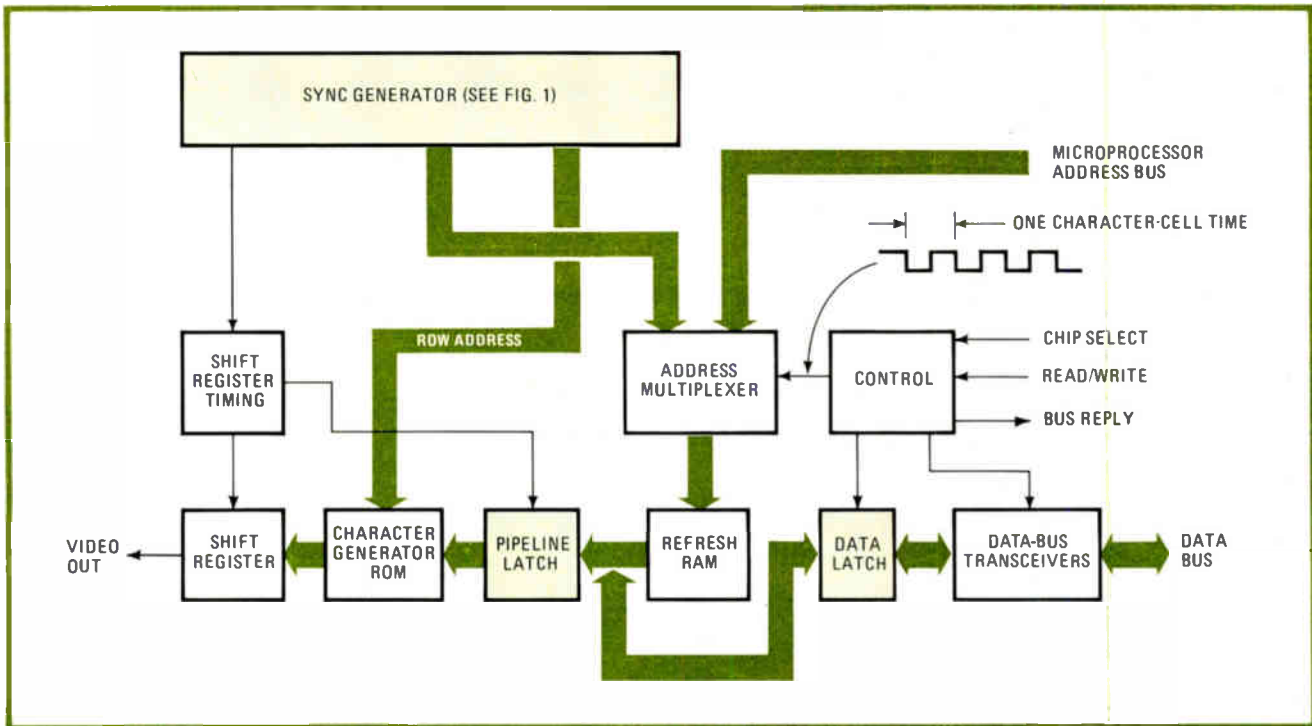 SYNC GENERATOR (SEE FIG. 1)
MICROPROCESSOR
ADDRESS BUS
ONE CHARACTER-CELL TIME
ROW ADDRESS
SHIFT
REGISTER
TIMING
ADDRESS
MULTIPLEXER
CONTROL
CHIP SELECT
READ/WRITE
BUS REPLY
VIDEO
OUT
SHIFT
REGISTER
CHARACTER
GENERATOR
ROM
PIPELINE
LATCH
REFRESH
RAM
DATA
LATCH
DATA-BUS
TRANSCEIVERS
DATA
BUS